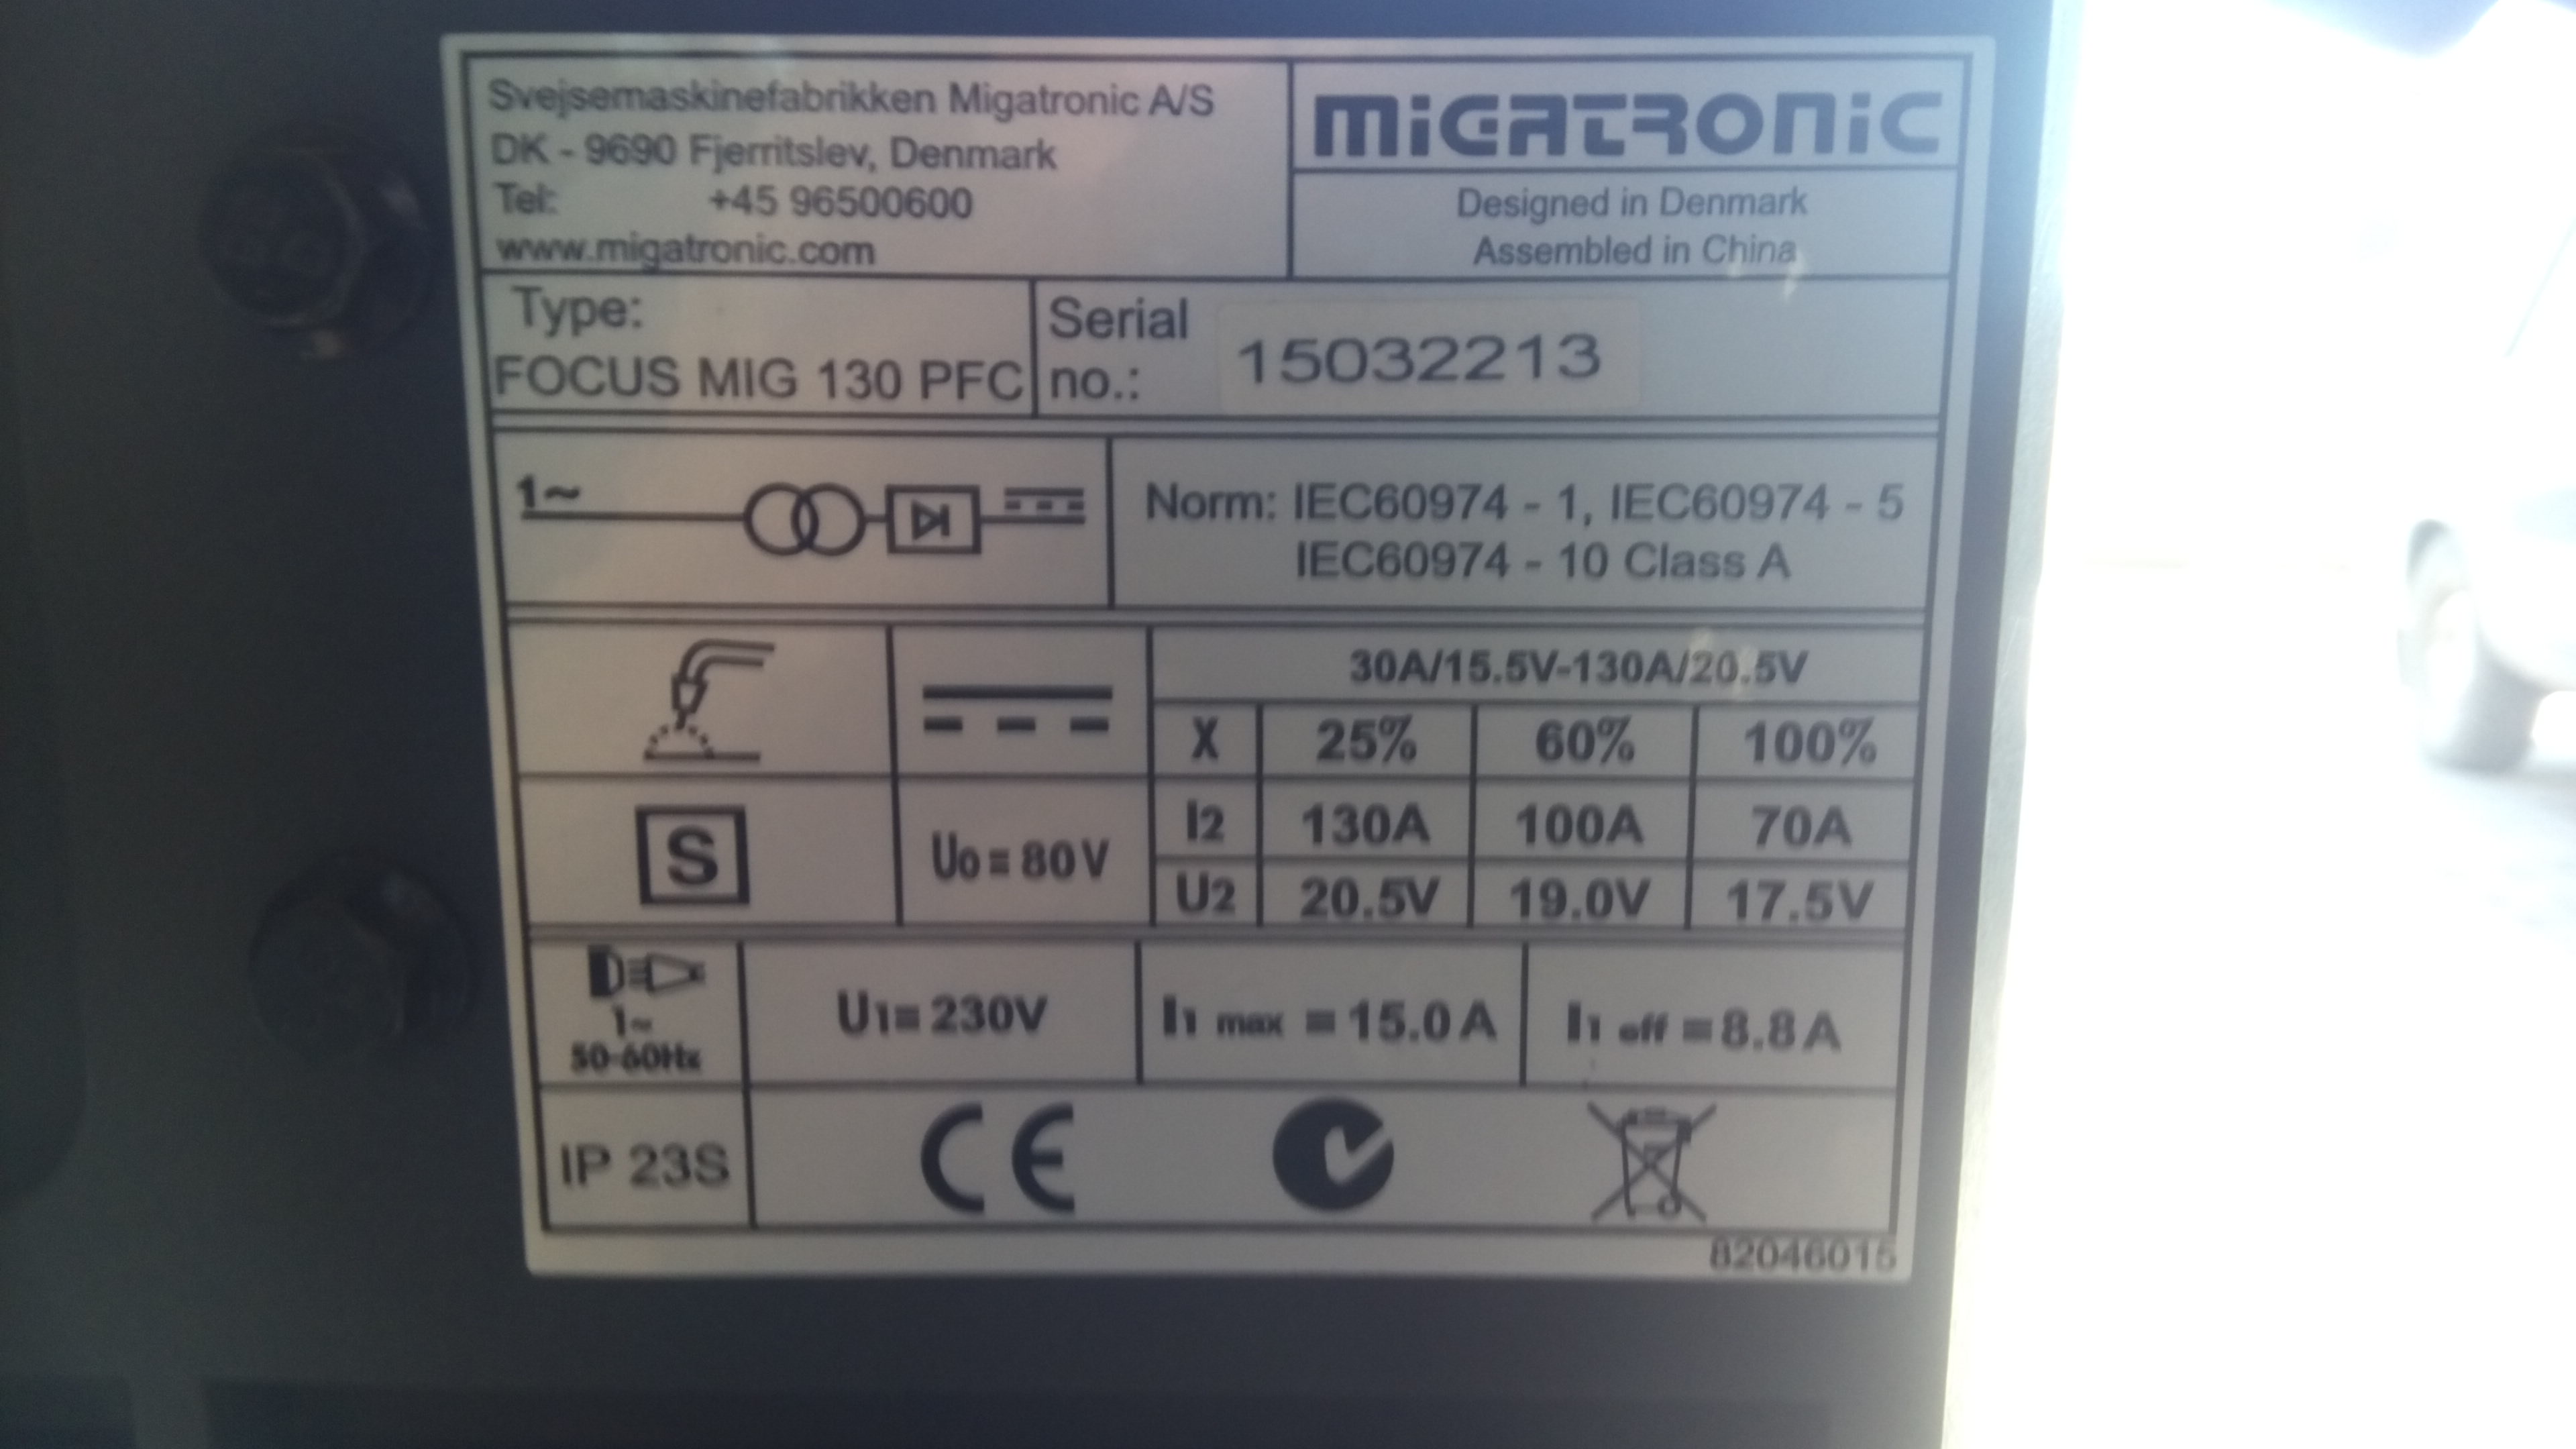 Svejsemaskinefabrikken Migatronic A/S
DK - 9690 Fjerritslev, Denmark
Tel: +45 96500600
www.migatronic.com
MIGATRONIC
Designed in Denmark
Assembled in China
Type:
FOCUS MIG 130 PFC
Serial
no.: 15032213
1~
Norm: IEC60974 - 1, IEC60974 - 5
IEC60974 - 10 Class A
30A/15.5V-130A/20.5V
X 25% 60% 100%
I2 130A 100A 70A
U2 20.5V 19.0V 17.5V
S
U0 = 80V
1~
50-60Hz
U1= 230V
I1 max = 15.0 A
I1 eff = 8.8 A
IP 23S
CE
82046015